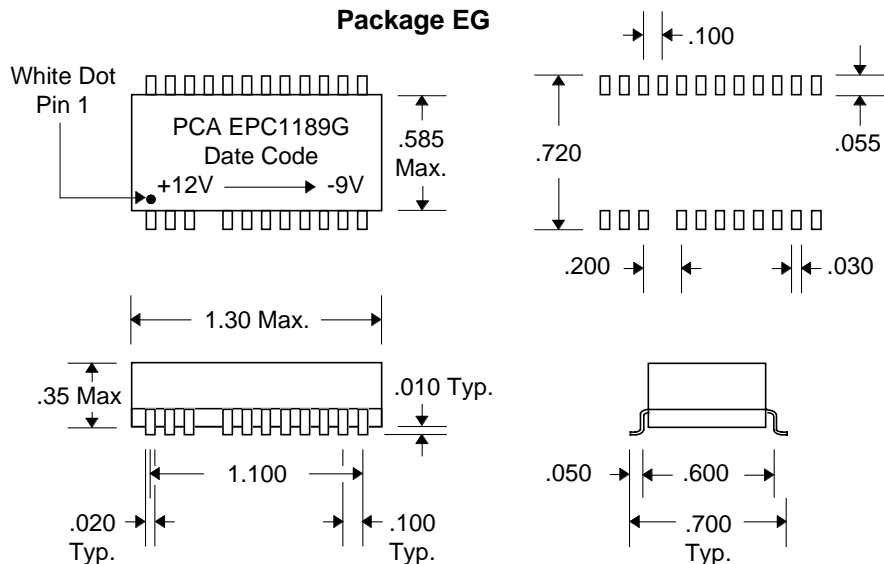 Package EG
White Dot
Pin 1
PCA EPC1189G
Date Code
+12V
-9V
.585
Max.
.100
.720
.055
.200
.030
1.30 Max.
.35 Max
.010 Typ.
1.100
.020
Typ.
.100
Typ.
.050
.600
.700
Typ.